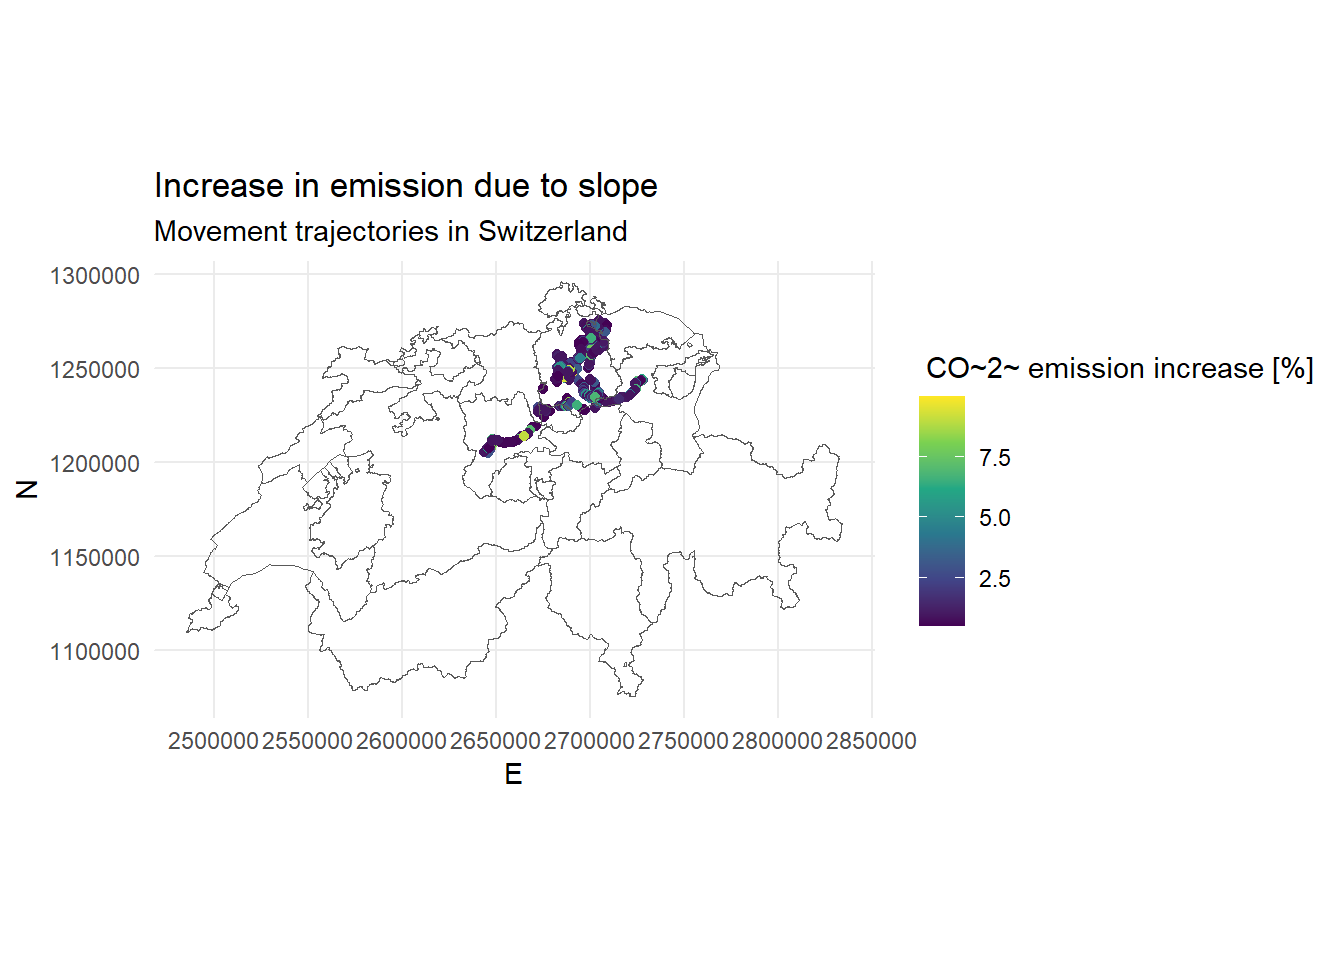 Increase in emission due to slope
Movement trajectories in Switzerland
1300000
1250000
1200000
1150000
1100000
N
2500000 2550000 2600000 2650000 2700000 2750000 2800000 2850000
E
CO~2~ emission increase [%]
7.5
5.0
2.5